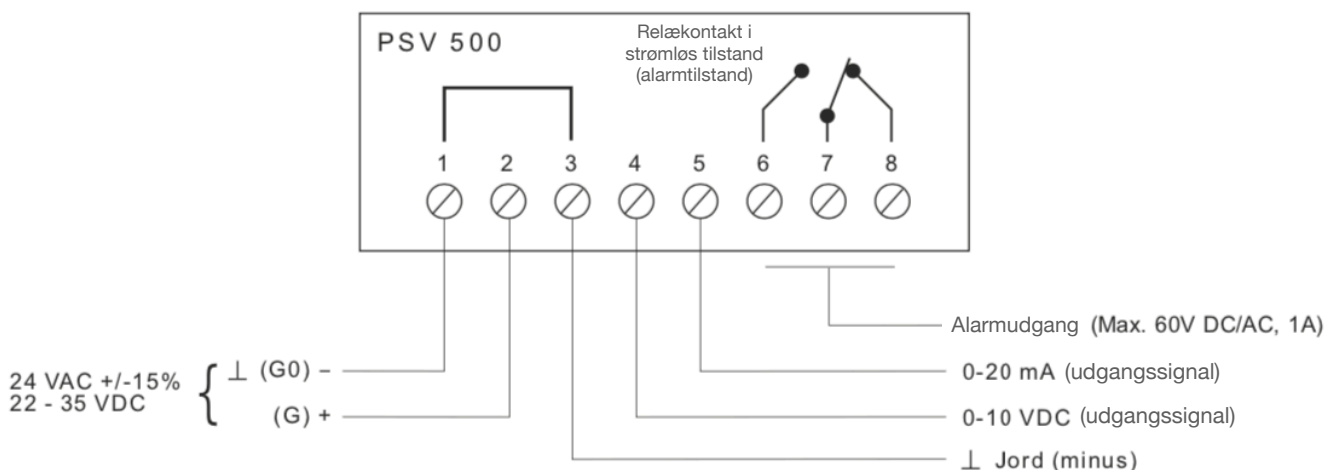 PSV 500
Relækontakt i
strømløs tilstand
(alarmtilstand)
1 2 3 4 5 6 7 8
Alarmudgang (Max. 60V DC/AC, 1A)
24 VAC +/-15%
22 - 35 VDC
⊥ (G0) –
(G) +
0-20 mA (udgangssignal)
0-10 VDC (udgangssignal)
⊥ Jord (minus)